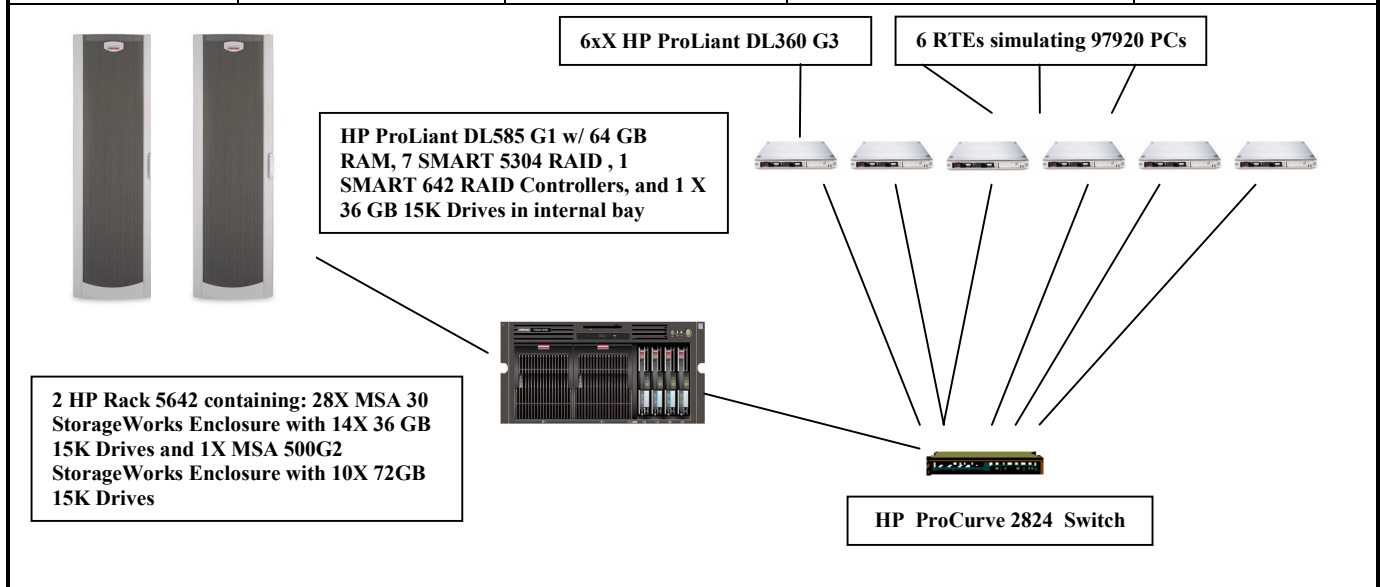 6xX HP ProLiant DL360 G3
6 RTEs simulating 97920 PCs
HP ProLiant DL585 G1 w/ 64 GB
RAM, 7 SMART 5304 RAID , 1
SMART 642 RAID Controllers, and 1 X
36 GB 15K Drives in internal bay
2 HP Rack 5642 containing: 28X MSA 30
StorageWorks Enclosure with 14X 36 GB
15K Drives and 1X MSA 500G2
StorageWorks Enclosure with 10X 72GB
15K Drives
HP ProCurve 2824 Switch